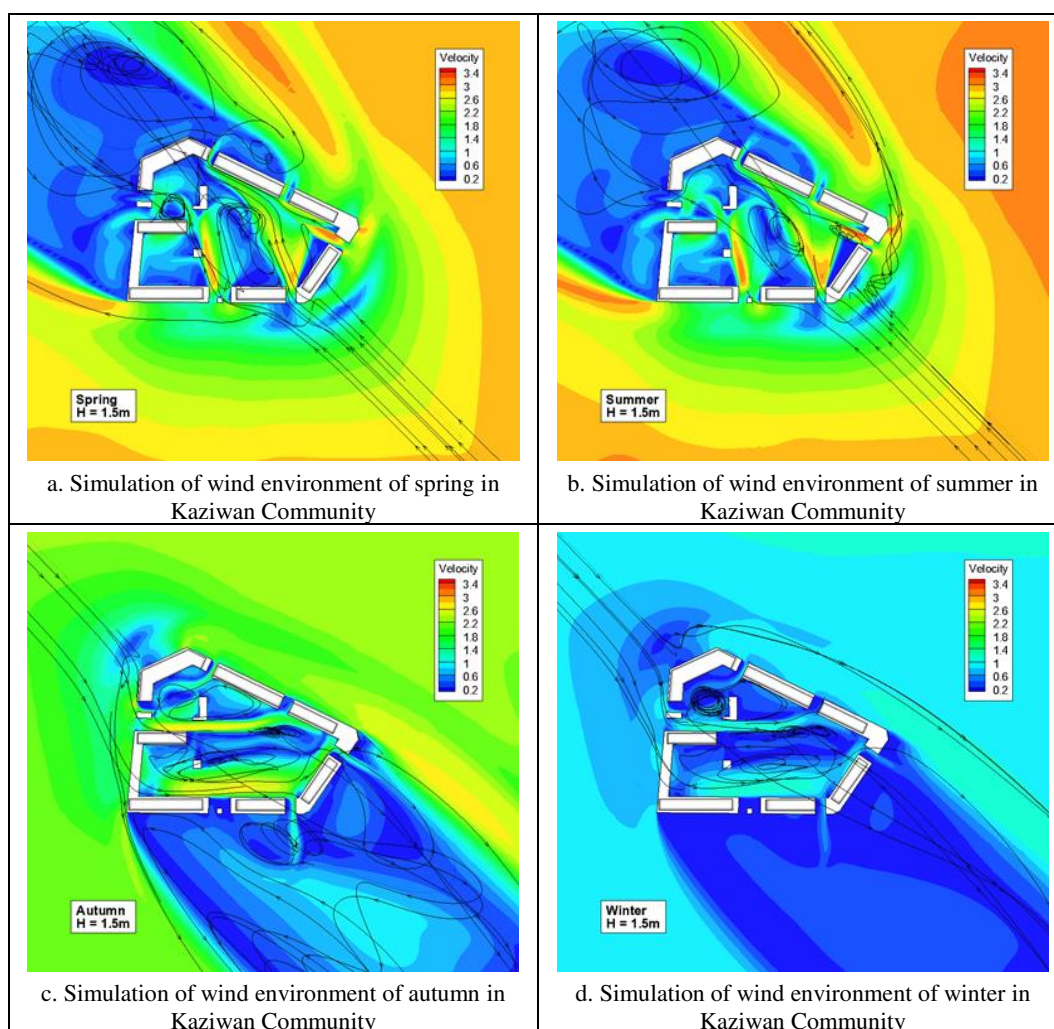 Velocity
3.4
3
2.6
2.2
1.8
1.4
1
0.6
0.2
Spring
H = 1.5m
a. Simulation of wind environment of spring in
Kaziwan Community
Velocity
3.4
3
2.6
2.2
1.8
1.4
1
0.6
0.2
Summer
H = 1.5m
b. Simulation of wind environment of summer in
Kaziwan Community
Velocity
3.4
3
2.6
2.2
1.8
1.4
1
0.6
0.2
Autumn
H = 1.5m
c. Simulation of wind environment of autumn in
Kaziwan Community
Velocity
3.4
3
2.6
2.2
1.8
1.4
1
0.6
0.2
Winter
H = 1.5m
d. Simulation of wind environment of winter in
Kaziwan Community